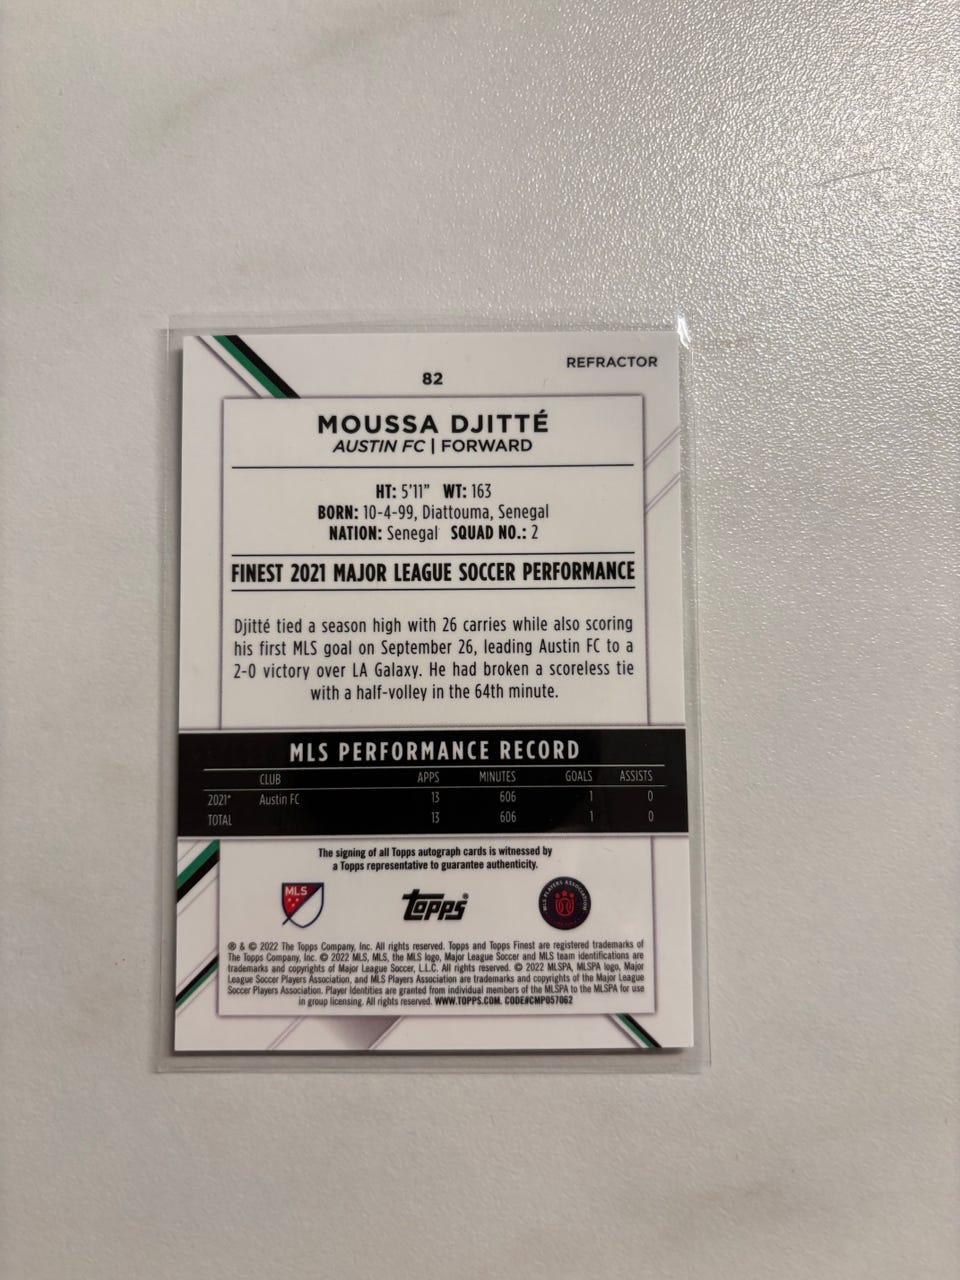 REFRACTOR
82
MOUSSA DJITTÉ
AUSTIN FC | FORWARD
HT: 5'11" WT: 163
BORN: 10-4-99, Diattouma, Senegal
NATION: Senegal SQUAD NO.: 2
FINEST 2021 MAJOR LEAGUE SOCCER PERFORMANCE
Djitté tied a season high with 26 carries while also scoring
his first MLS goal on September 26, leading Austin FC to a
2-0 victory over LA Galaxy. He had broken a scoreless tie
with a half-volley in the 64th minute.
MLS PERFORMANCE RECORD
CLUB APPS MINUTES GOALS ASSISTS
2021* Austin FC 13 606 1 0
TOTAL 13 606 1 0
The signing of all Topps autograph cards is witnessed by
a Topps representative to guarantee authenticity.
MLS
topps®
MLS PLAYERS ASSOCIATION
® & © 2022 The Topps Company, Inc. All rights reserved. Topps and Topps Finest are registered trademarks of
The Topps Company, Inc. © 2022 MLS, MLS, the MLS logo, Major League Soccer and MLS team identifications are
trademarks and copyrights of Major League Soccer, L.L.C. All rights reserved. © 2022 MLSPA, MLSPA logo, Major
League Soccer Players Association, and MLS Players Association are trademarks and copyrights of the Major League
Soccer Players Association. Player Identities are granted from individual members of the MLSPA to the MLSPA for use
in group licensing. All rights reserved. WWW.TOPPS.COM. CODE#CMP057062